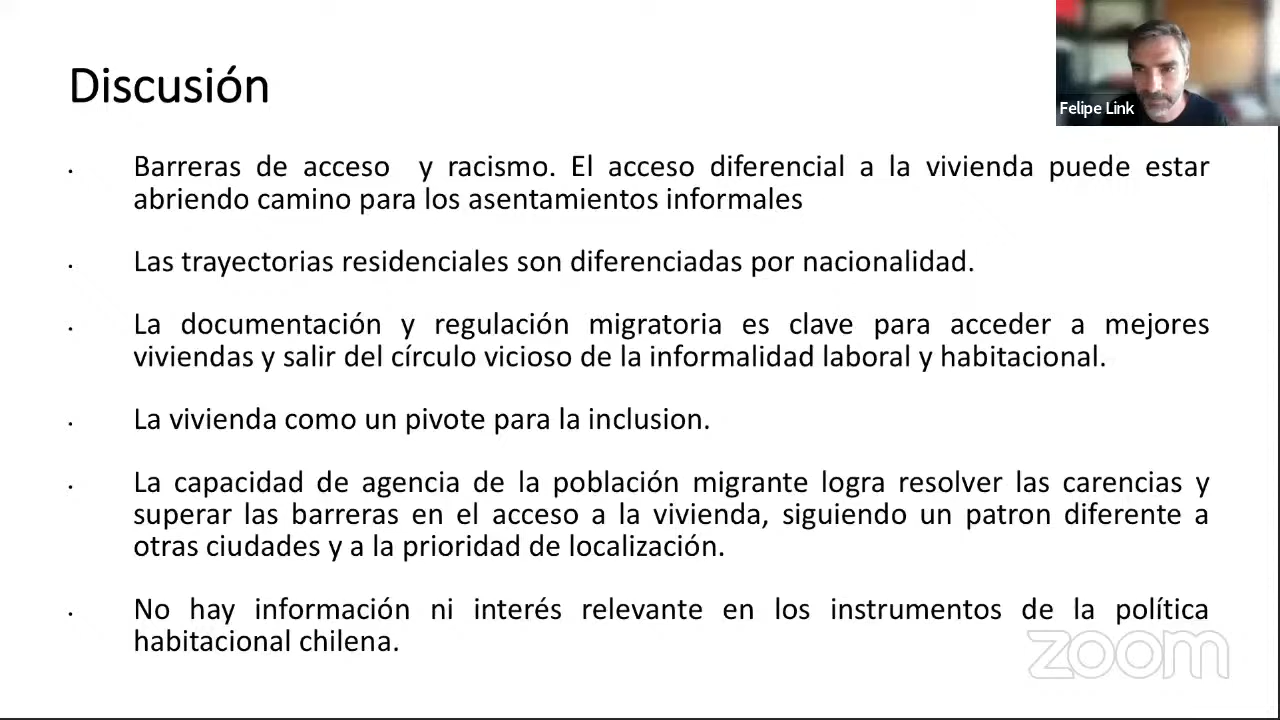 Discusión
Felipe Link
. Barreras de acceso y racismo. El acceso diferencial a la vivienda puede estar
abriendo camino para los asentamientos informales
. Las trayectorias residenciales son diferenciadas por nacionalidad.
. La documentación y regulación migratoria es clave para acceder a mejores
viviendas y salir del círculo vicioso de la informalidad laboral y habitacional.
. La vivienda como un pivote para la inclusion.
. La capacidad de agencia de la población migrante logra resolver las carencias y
superar las barreras en el acceso a la vivienda, siguiendo un patron diferente a
otras ciudades y a la prioridad de localización.
. No hay información ni interés relevante en los instrumentos de la política
habitacional chilena.
zoom